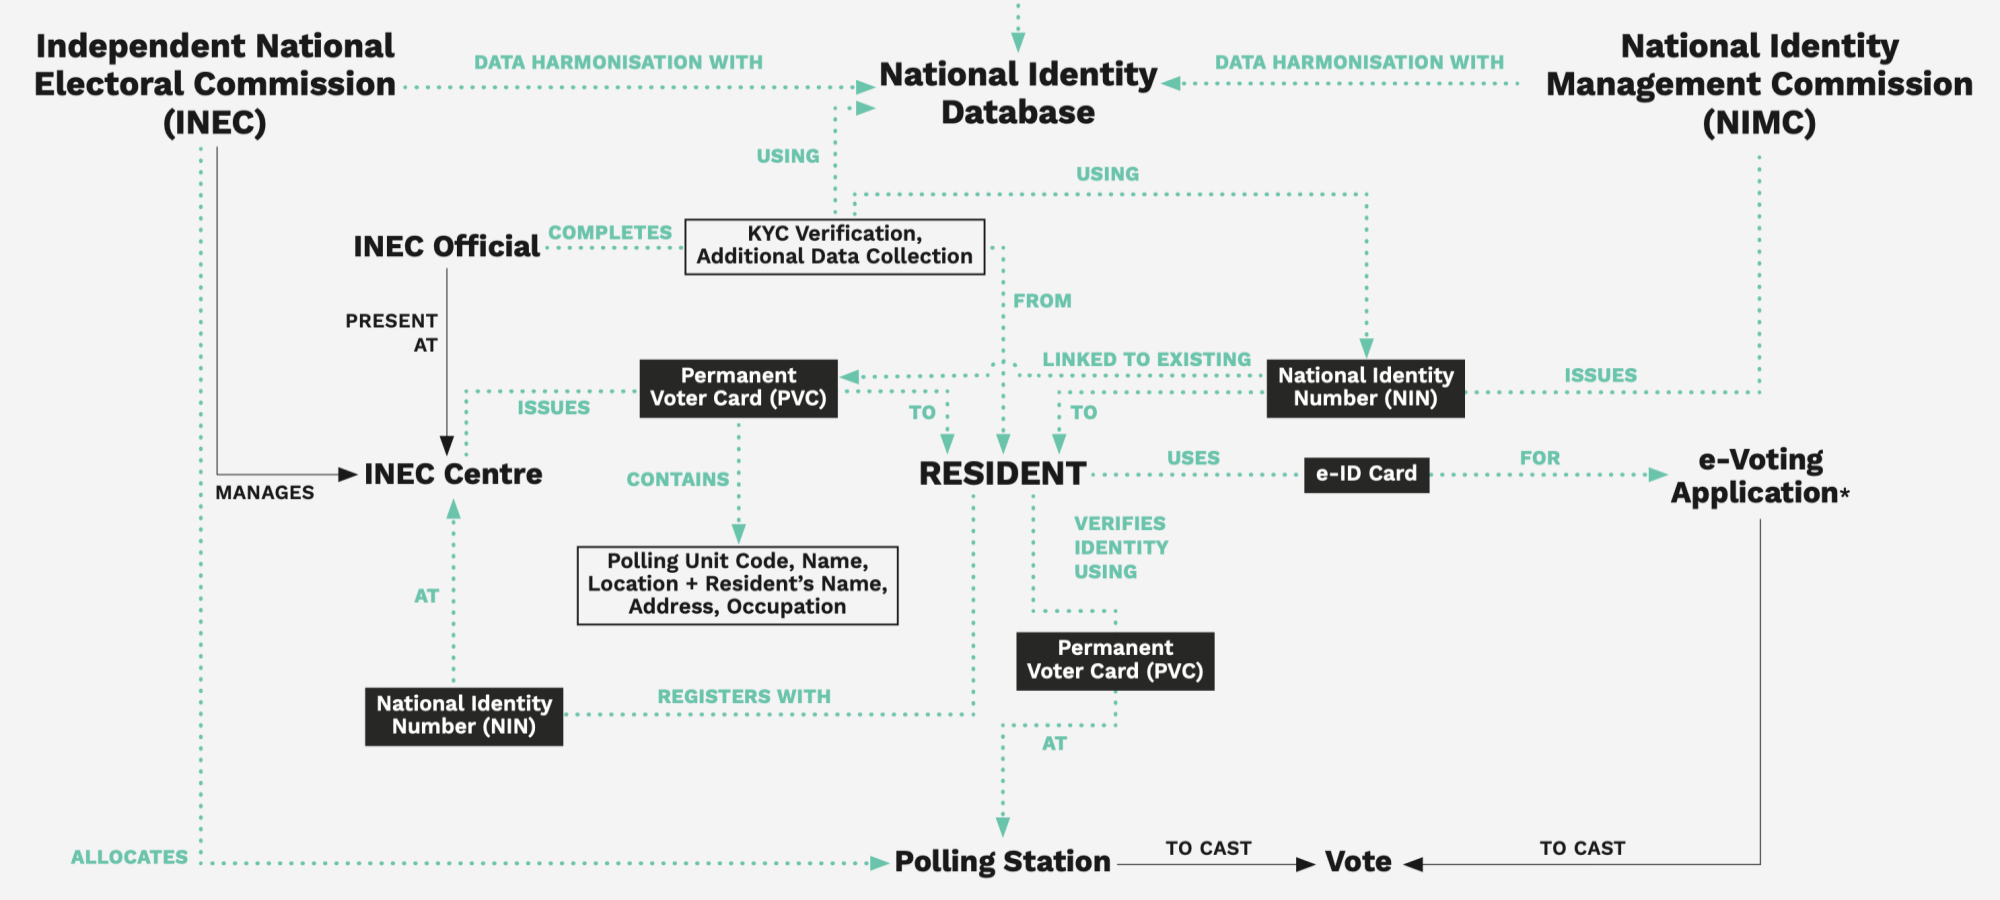 Independent National
Electoral Commission
(INEC)
DATA HARMONISATION WITH
National Identity
Database
DATA HARMONISATION WITH
National Identity
Management Commission
(NIMC)
USING
USING
INEC Official
COMPLETES
KYC Verification,
Additional Data Collection
FROM
PRESENT
AT
Permanent
Voter Card (PVC)
LINKED TO EXISTING
National Identity
Number (NIN)
ISSUES
ISSUES
TO
TO
INEC Centre
MANAGES
CONTAINS
RESIDENT
USES
e-ID Card
FOR
e-Voting
Application*
VERIFIES
IDENTITY
USING
Polling Unit Code, Name,
Location + Resident’s Name,
Address, Occupation
AT
Permanent
Voter Card (PVC)
National Identity
Number (NIN)
REGISTERS WITH
AT
ALLOCATES
Polling Station
TO CAST
Vote
TO CAST